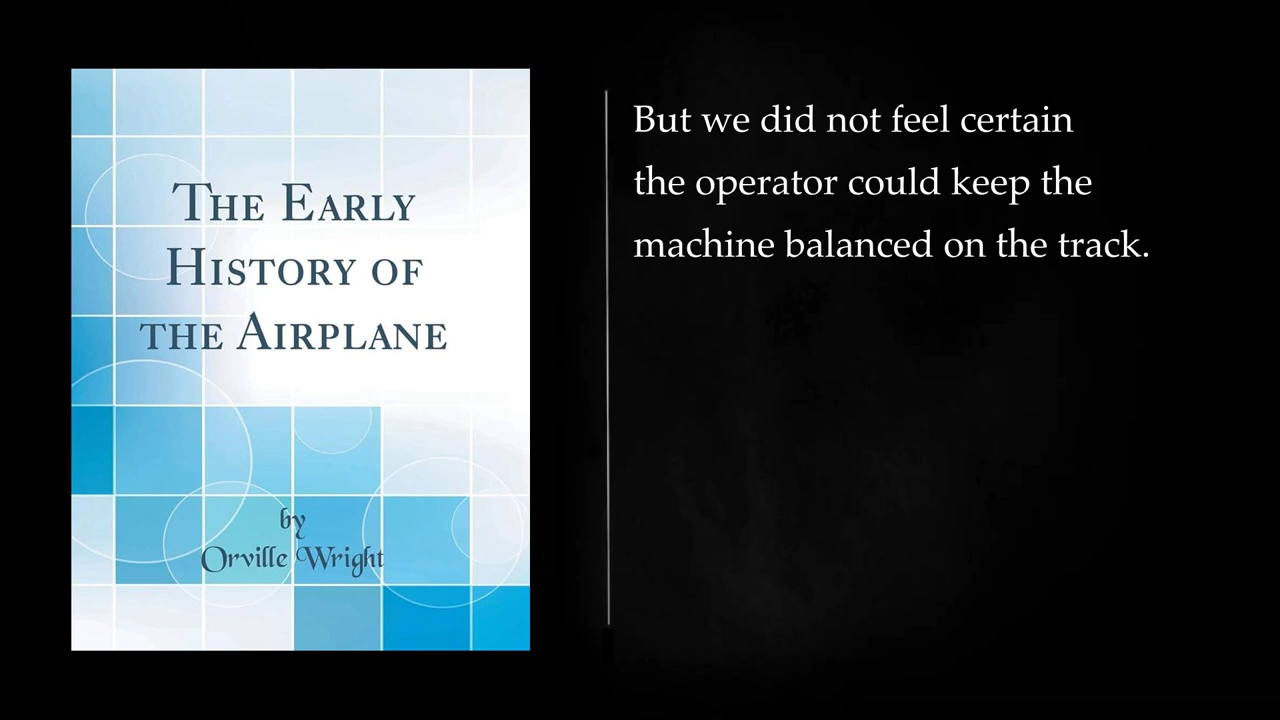 The Early
History of
the Airplane
by
Orville Wright
But we did not feel certain
the operator could keep the
machine balanced on the track.